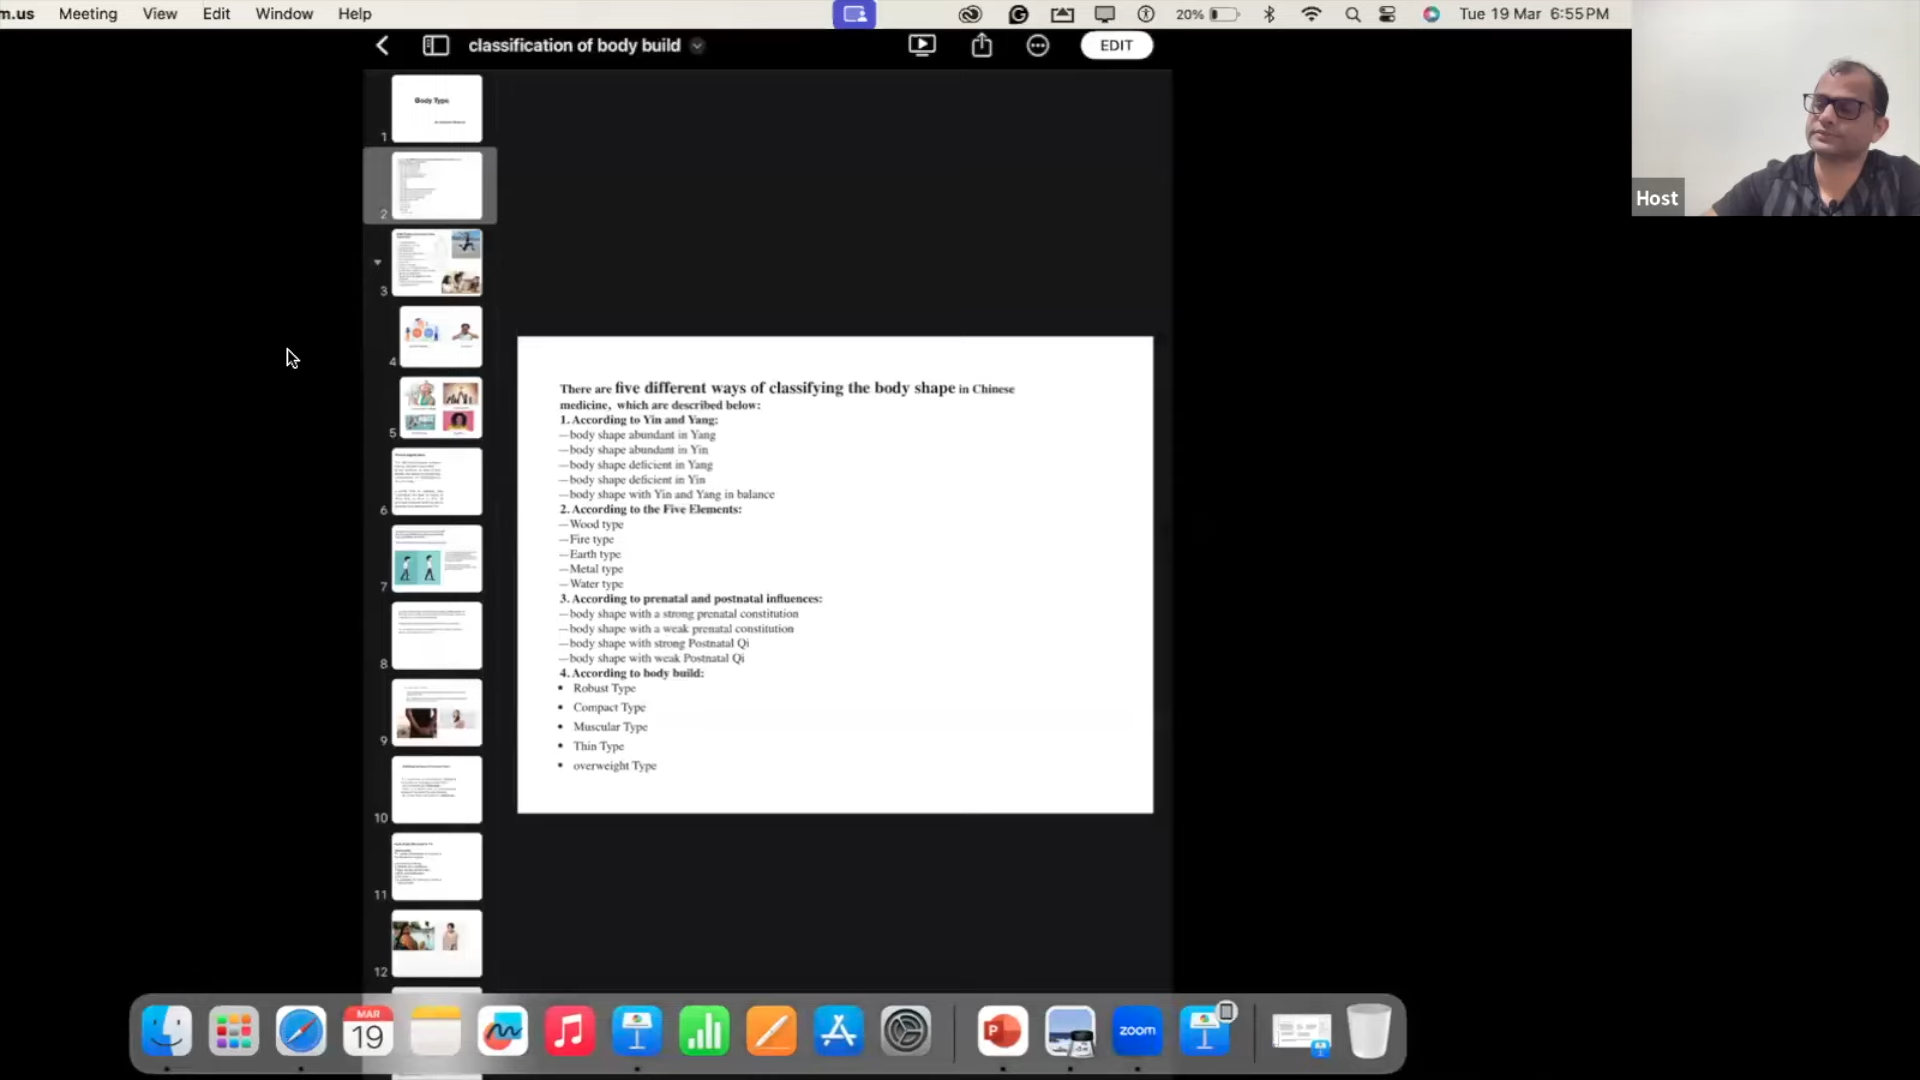 m.us Meeting View Edit Window Help 20% Tue 19 Mar 6:55PM
classification of body build EDIT
Host
Body Type
1
2
3
4
5
6
7
8
9
10
11
12
There are five different ways of classifying the body shape in Chinese
medicine, which are described below:
1. According to Yin and Yang:
—body shape abundant in Yang
—body shape abundant in Yin
—body shape deficient in Yang
—body shape deficient in Yin
—body shape with Yin and Yang in balance
2. According to the Five Elements:
—Wood type
—Fire type
—Earth type
—Metal type
—Water type
3. According to prenatal and postnatal influences:
—body shape with a strong prenatal constitution
—body shape with a weak prenatal constitution
—body shape with strong Postnatal Qi
—body shape with weak Postnatal Qi
4. According to body build:
• Robust Type
• Compact Type
• Muscular Type
• Thin Type
• overweight Type
MAR
19
P
zoom